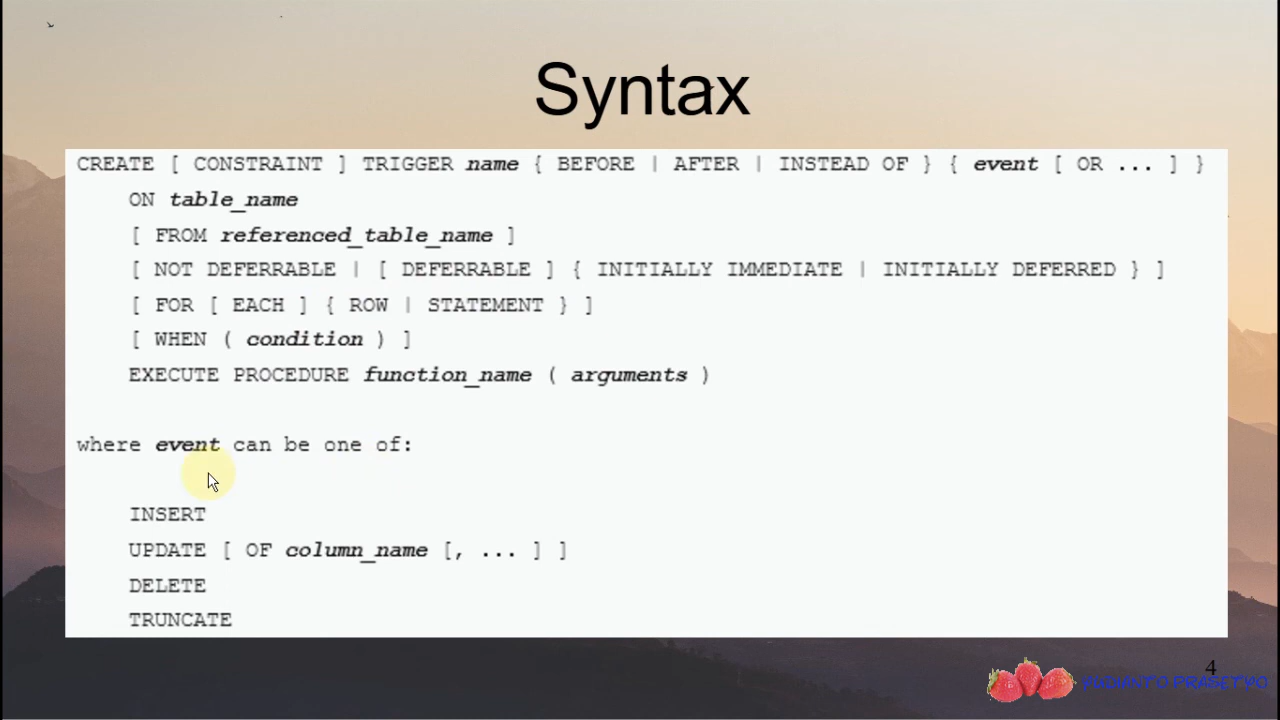 Syntax
CREATE [ CONSTRAINT ] TRIGGER name { BEFORE | AFTER | INSTEAD OF } { event [ OR ... ] }
ON table_name
[ FROM referenced_table_name ]
[ NOT DEFERRABLE | [ DEFERRABLE ] { INITIALLY IMMEDIATE | INITIALLY DEFERRED } ]
[ FOR [ EACH ] { ROW | STATEMENT } ]
[ WHEN ( condition ) ]
EXECUTE PROCEDURE function_name ( arguments )
where event can be one of:
INSERT
UPDATE [ OF column_name [, ... ] ]
DELETE
TRUNCATE
4
YUDIANTO PRASETYO